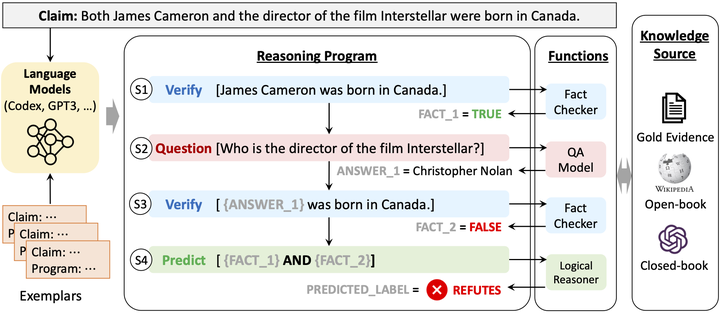 Claim: Both James Cameron and the director of the film Interstellar were born in Canada.
Language
Models
(Codex, GPT3, …)
Claim: ⋯
P
Claim: ⋯
P
Claim: ⋯
Program: ⋯
Exemplars
Reasoning Program
S1 Verify [James Cameron was born in Canada.]
FACT_1 = TRUE
S2 Question [Who is the director of the film Interstellar?]
ANSWER_1 = Christopher Nolan
S3 Verify [ {ANSWER_1} was born in Canada.]
FACT_2 = FALSE
S4 Predict [ {FACT_1} AND {FACT_2}]
PREDICTED_LABEL = REFUTES
Functions
Fact
Checker
QA
Model
Fact
Checker
Logical
Reasoner
Knowledge
Source
Gold Evidence
WIKIPEDIA
Open-book
Closed-book